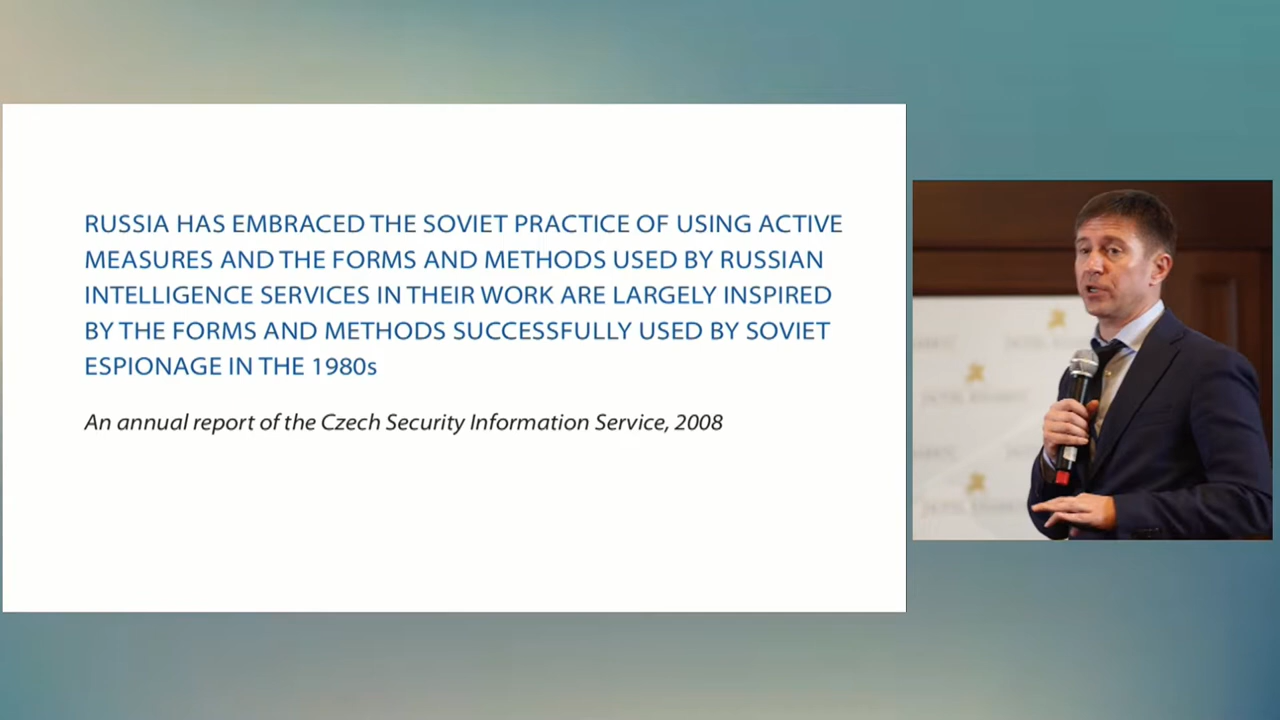 RUSSIA HAS EMBRACED THE SOVIET PRACTICE OF USING ACTIVE
MEASURES AND THE FORMS AND METHODS USED BY RUSSIAN
INTELLIGENCE SERVICES IN THEIR WORK ARE LARGELY INSPIRED
BY THE FORMS AND METHODS SUCCESSFULLY USED BY SOVIET
ESPIONAGE IN THE 1980s
An annual report of the Czech Security Information Service, 2008